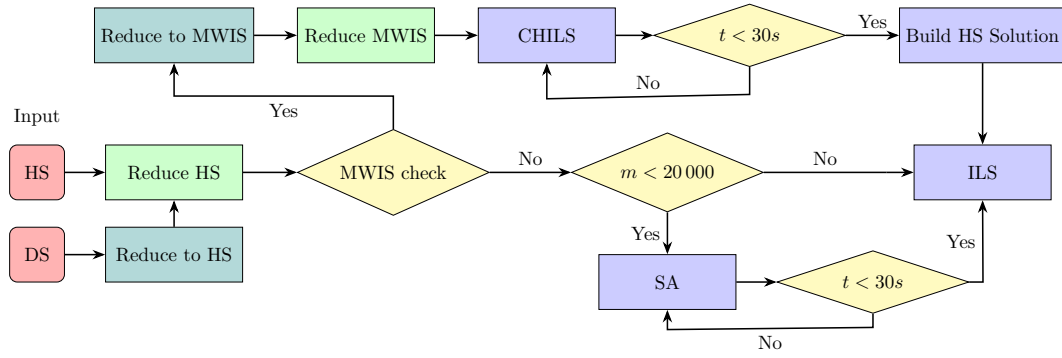 Reduce to MWIS
Reduce MWIS
CHILS
t < 30s
Yes
Build HS Solution
No
Yes
Input
HS
Reduce HS
MWIS check
No
m < 20 000
No
ILS
Yes
Yes
DS
Reduce to HS
SA
t < 30s
No